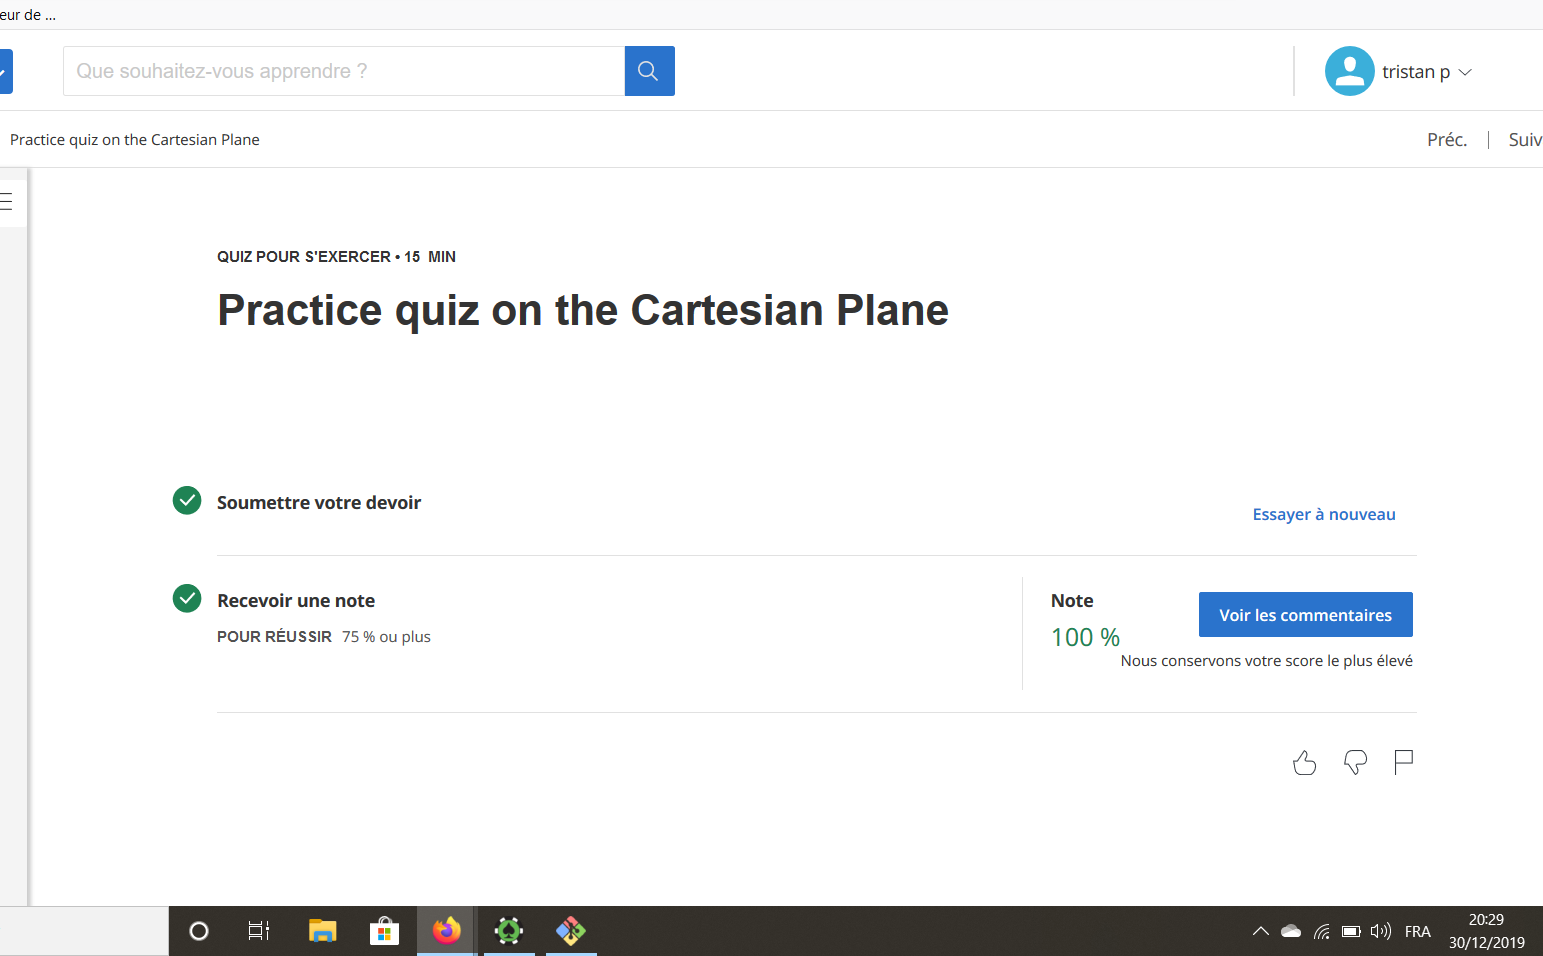 eur de ...
Que souhaitez-vous apprendre ?
tristan p
Practice quiz on the Cartesian Plane
Préc.
Suiv
QUIZ POUR S'EXERCER • 15 MIN
Practice quiz on the Cartesian Plane
Soumettre votre devoir
Essayer à nouveau
Recevoir une note
POUR RÉUSSIR 75 % ou plus
Note
100 %
Voir les commentaires
Nous conservons votre score le plus élevé
FRA
20:29
30/12/2019